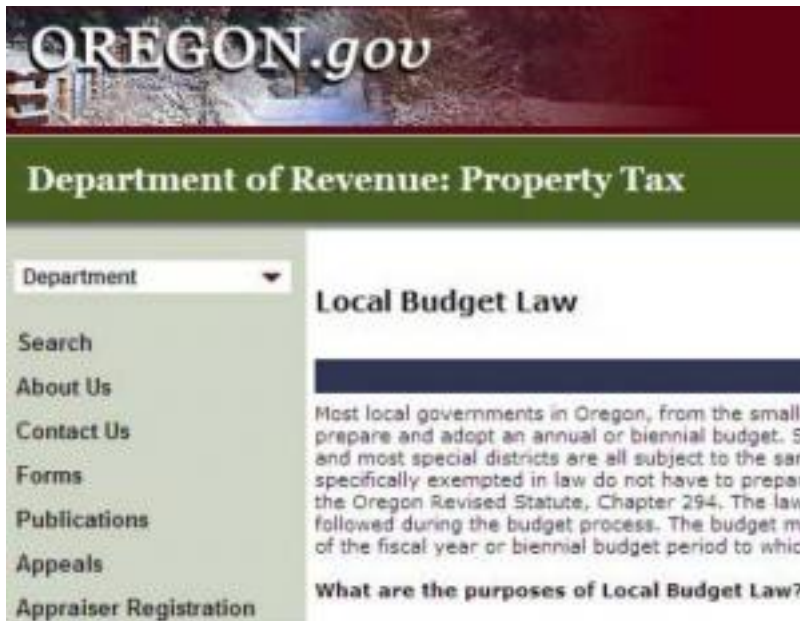 OREGON.gov
Department of Revenue: Property Tax
Department
Search
About Us
Contact Us
Forms
Publications
Appeals
Appraiser Registration
Local Budget Law
Most local governments in Oregon, from the small
prepare and adopt an annual or biennial budget. S
and most special districts are all subject to the sa
specifically exempted in law do not have to prepar
the Oregon Revised Statute, Chapter 294. The law
followed during the budget process. The budget m
of the fiscal year or biennial budget period to whic
What are the purposes of Local Budget Law?